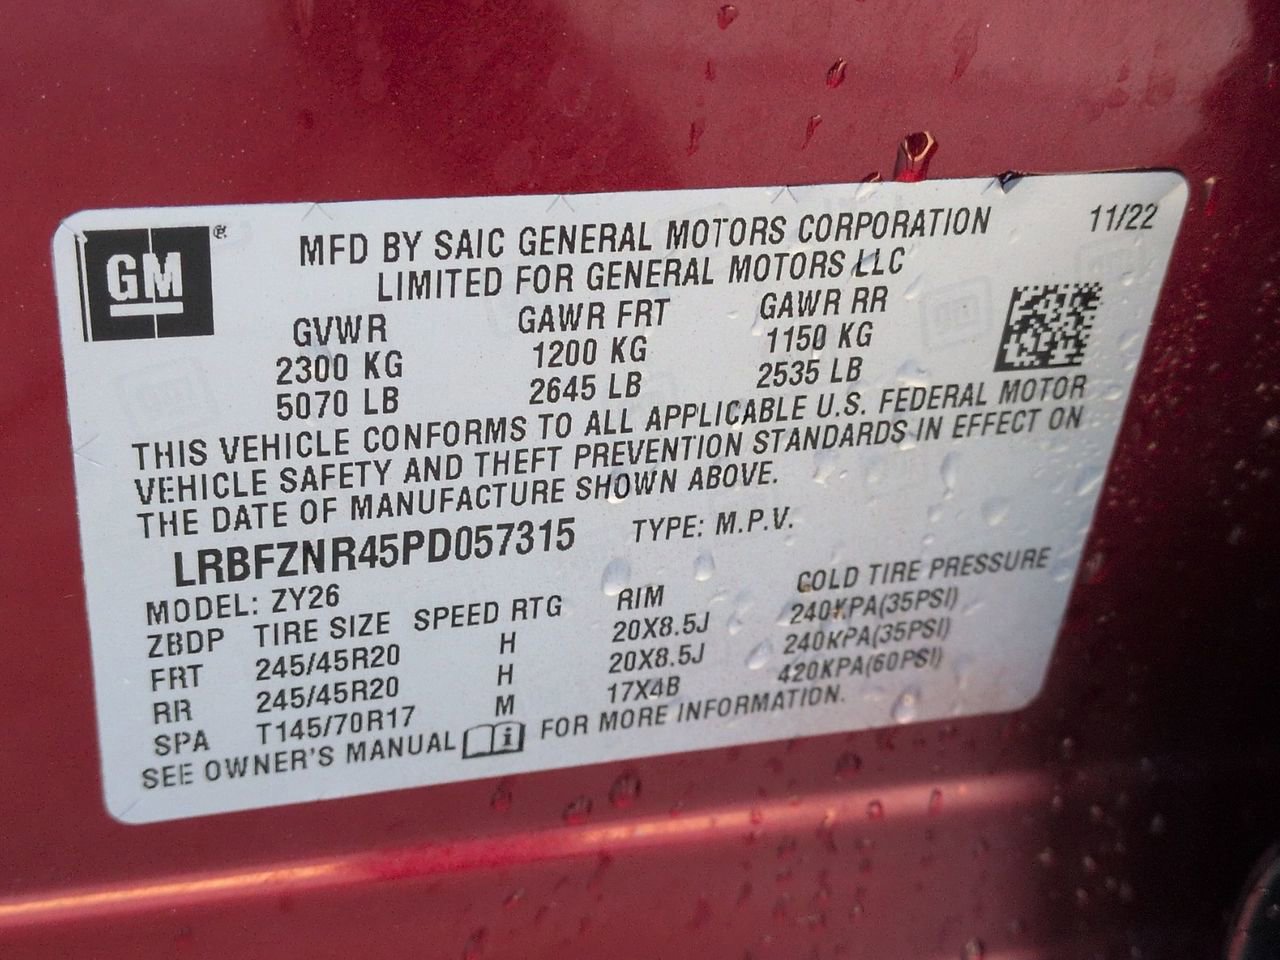 GM ®
MFD BY SAIC GENERAL MOTORS CORPORATION 11/22
LIMITED FOR GENERAL MOTORS LLC
GVWR GAWR FRT GAWR RR
2300 KG 1200 KG 1150 KG
5070 LB 2645 LB 2535 LB
THIS VEHICLE CONFORMS TO ALL APPLICABLE U.S. FEDERAL MOTOR
VEHICLE SAFETY AND THEFT PREVENTION STANDARDS IN EFFECT ON
THE DATE OF MANUFACTURE SHOWN ABOVE.
LRBFZNR45PD057315 TYPE: M.P.V.
MODEL: ZY26
ZBDP TIRE SIZE SPEED RTG RIM COLD TIRE PRESSURE
FRT 245/45R20 H 20X8.5J 240KPA(35PSI)
RR 245/45R20 H 20X8.5J 240KPA(35PSI)
SPA T145/70R17 M 17X4B 420KPA(60PSI)
SEE OWNER'S MANUAL i FOR MORE INFORMATION.